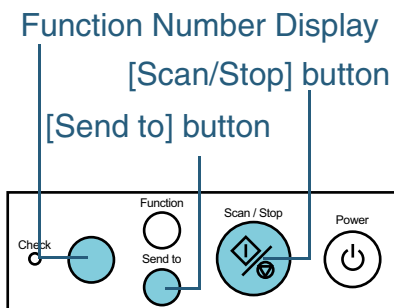 Function Number Display
[Scan/Stop] button
[Send to] button
Function
Scan / Stop
Power
Check
Send to